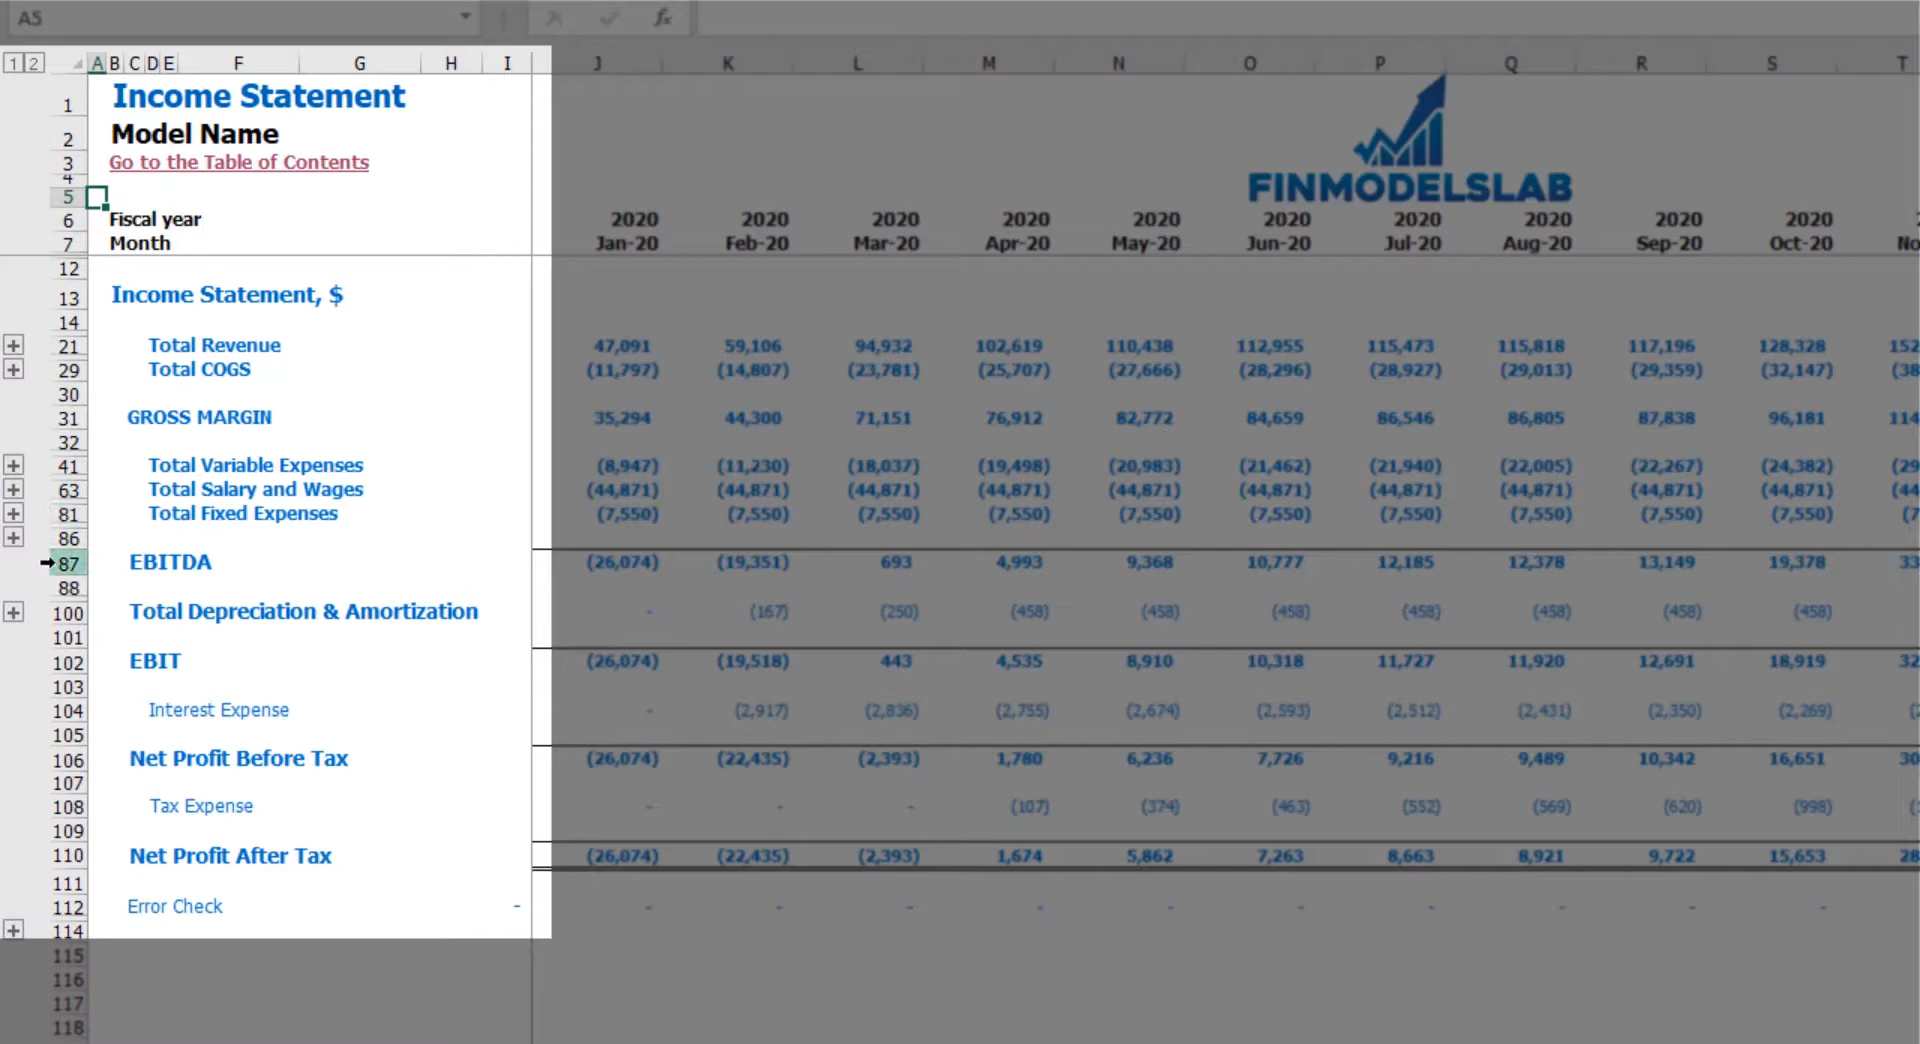 A5 fx
1 2 A B C D E F G H I J K L M N O P Q R S T
1 Income Statement
2 Model Name
3 Go to the Table of Contents
4
FINMODELSLAB
5
6 Fiscal year 2020 2020 2020 2020 2020 2020 2020 2020 2020 2020
7 Month Jan-20 Feb-20 Mar-20 Apr-20 May-20 Jun-20 Jul-20 Aug-20 Sep-20 Oct-20 No
12
13 Income Statement, $
14
21 Total Revenue 47,091 59,106 94,932 102,619 110,438 112,955 115,473 115,818 117,196 128,328 152
29 Total COGS (11,797) (14,807) (23,781) (25,707) (27,666) (28,296) (28,927) (29,013) (29,359) (32,147) (38
30
31 GROSS MARGIN 35,294 44,300 71,151 76,912 82,772 84,659 86,546 86,805 87,838 96,181 114
32
41 Total Variable Expenses (8,947) (11,230) (18,037) (19,498) (20,983) (21,462) (21,940) (22,005) (22,267) (24,382) (29
63 Total Salary and Wages (44,871) (44,871) (44,871) (44,871) (44,871) (44,871) (44,871) (44,871) (44,871) (44,871) (44
81 Total Fixed Expenses (7,550) (7,550) (7,550) (7,550) (7,550) (7,550) (7,550) (7,550) (7,550) (7,550) (7
86
87 EBITDA (26,074) (19,351) 693 4,993 9,368 10,777 12,185 12,378 13,149 19,378 33
88
100 Total Depreciation & Amortization - (167) (250) (458) (458) (458) (458) (458) (458) (458)
101
102 EBIT (26,074) (19,518) 443 4,535 8,910 10,318 11,727 11,920 12,691 18,919 32
103
104 Interest Expense - (2,917) (2,836) (2,755) (2,674) (2,593) (2,512) (2,431) (2,350) (2,269) (2
105
106 Net Profit Before Tax (26,074) (22,435) (2,393) 1,780 6,236 7,726 9,216 9,489 10,342 16,651 30
107
108 Tax Expense - - - (107) (374) (463) (552) (569) (620) (998)
109
110 Net Profit After Tax (26,074) (22,435) (2,393) 1,674 5,862 7,263 8,663 8,921 9,722 15,653 28
111
112 Error Check - - - - - - - - - - -
114
115
116
117
118